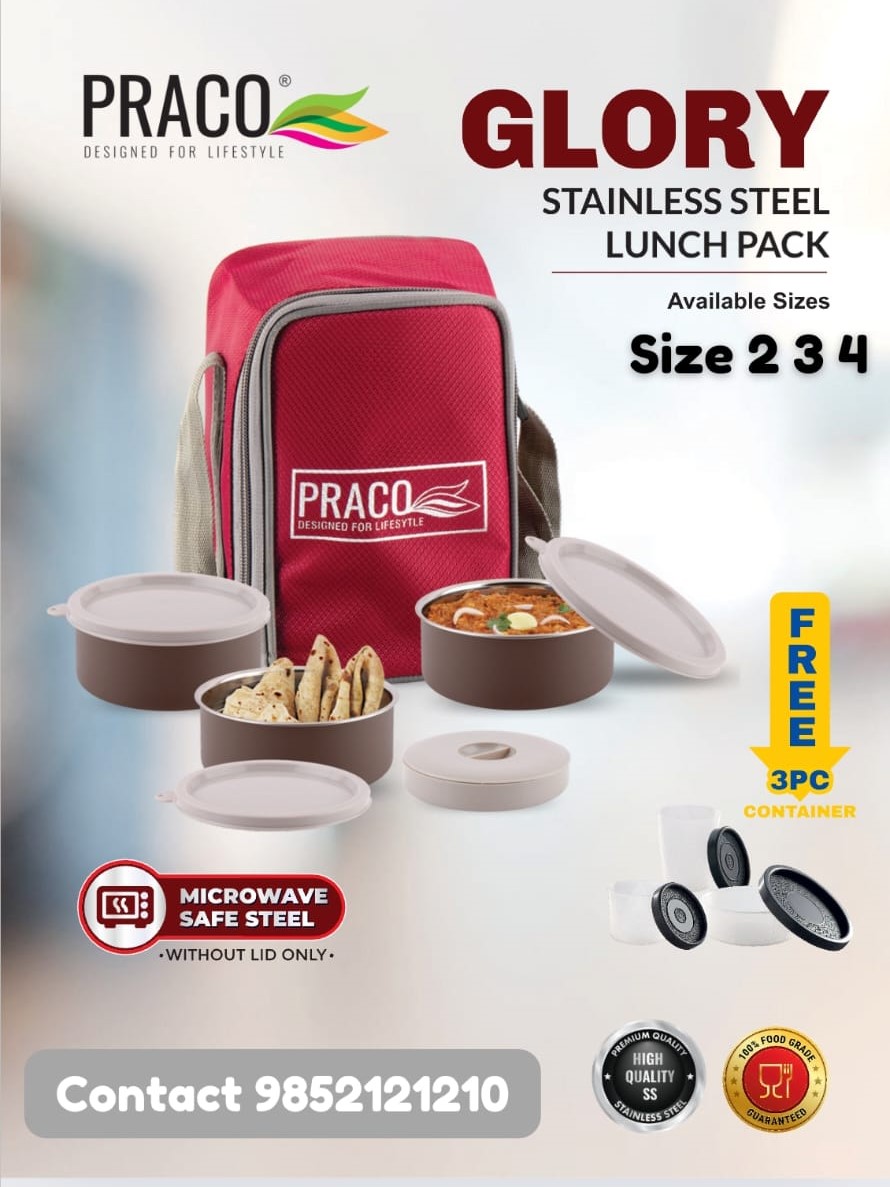 PRACO®
DESIGNED FOR LIFESTYLE
GLORY
STAINLESS STEEL
LUNCH PACK
Available Sizes
Size 2 3 4
PRACO
DESIGNED FOR LIFESYTLE
FREE
3PC
CONTAINER
MICROWAVE
SAFE STEEL
•WITHOUT LID ONLY•
Contact 9852121210
PREMIUM QUALITY
HIGH
QUALITY
SS
STAINLESS STEEL
100% FOOD GRADE
GUARANTEED